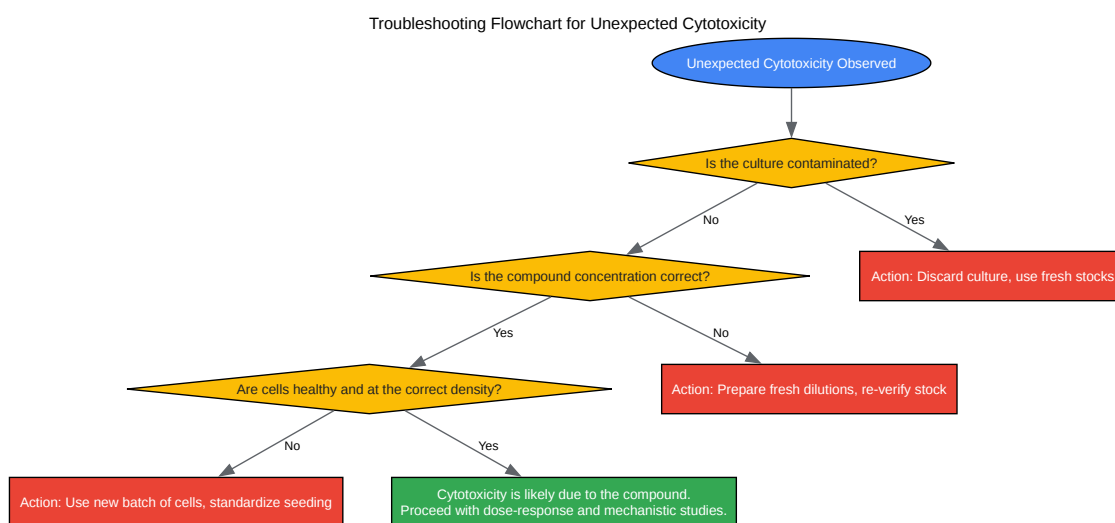 Troubleshooting Flowchart for Unexpected Cytotoxicity
Unexpected Cytotoxicity Observed
Is the culture contaminated?
No
Yes
Is the compound concentration correct?
Action: Discard culture, use fresh stocks
Yes
No
Are cells healthy and at the correct density?
Action: Prepare fresh dilutions, re-verify stock
No
Yes
Action: Use new batch of cells, standardize seeding
Cytotoxicity is likely due to the compound.
Proceed with dose-response and mechanistic studies.